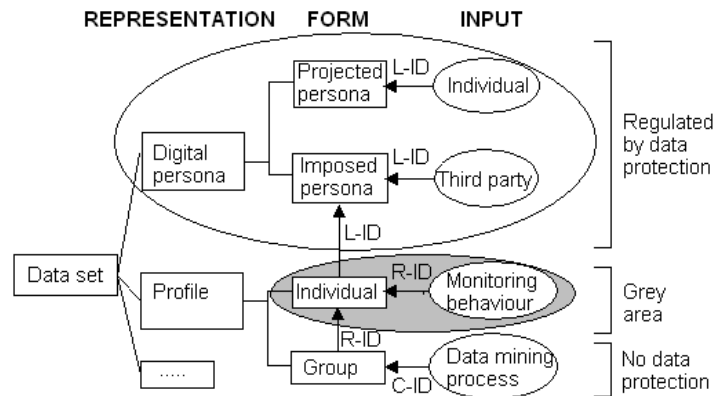 REPRESENTATION FORM INPUT
Projected
persona
L-ID
Individual
Digital
persona
Imposed
persona
L-ID
Third party
Regulated
by data
protection
L-ID
Data set
Profile
Individual
R-ID
Monitoring
behaviour
Grey
area
R-ID
.....
Group
C-ID
Data mining
process
No data
protection